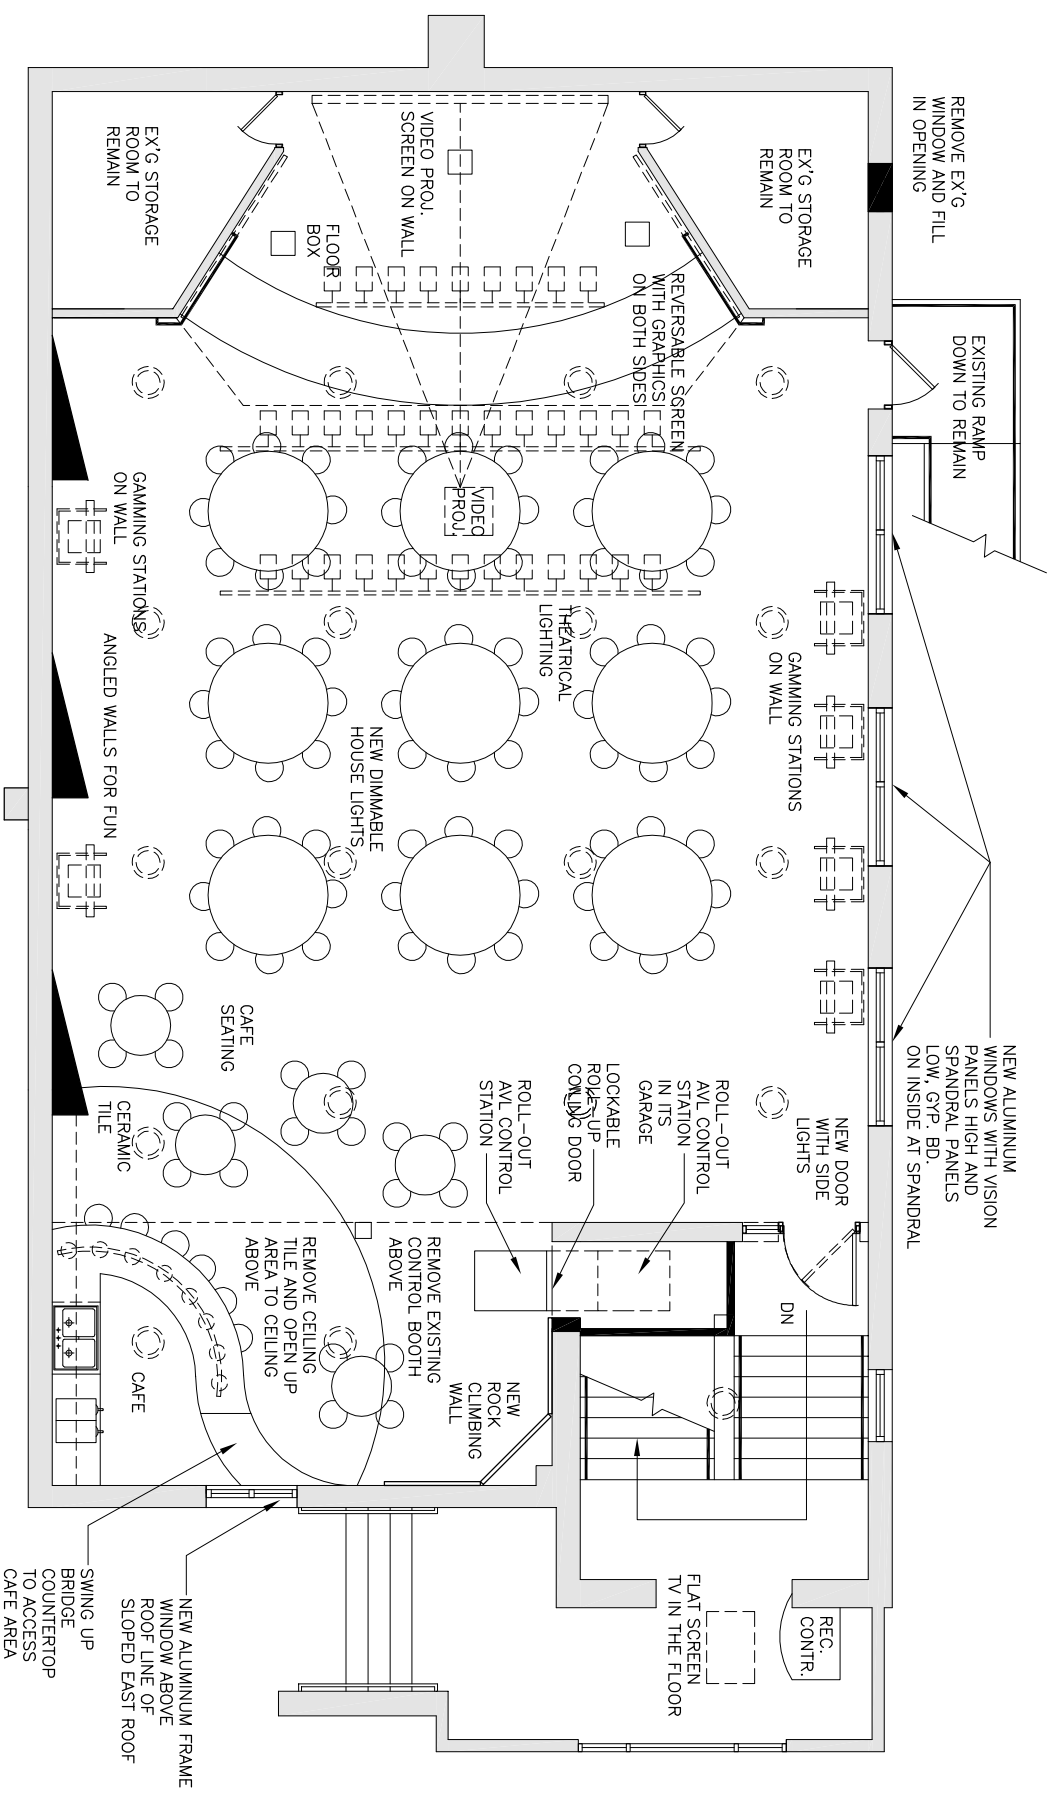 REMOVE EX'G
WINDOW AND FILL
IN OPENING
EX'G STORAGE
ROOM TO
REMAIN
VIDEO PROJ.
SCREEN ON WALL
EX'G STORAGE
ROOM TO
REMAIN
FLOOR
BOX
REVERSABLE SCREEN
WITH GRAPHICS
ON BOTH SIDES
EXISTING RAMP
DOWN TO REMAIN
GAMMING STATIONS
ON WALL
VIDEO
PROJ.
THEATRICAL
LIGHTING
GAMMING STATIONS
ON WALL
ANGLED WALLS FOR FUN
NEW DIMMABLE
HOUSE LIGHTS
NEW ALUMINUM
WINDOWS WITH VISION
PANELS HIGH AND
SPANDRAL PANELS
LOW, GYP. BD.
ON INSIDE AT SPANDRAL
CAFE
SEATING
CERAMIC
TILE
ROLL-OUT
AVL CONTROL
STATION
LOCKABLE
ROLL-UP
COILING DOOR
ROLL-OUT
AVL CONTROL
STATION
IN ITS
GARAGE
NEW DOOR
WITH SIDE
LIGHTS
REMOVE EXISTING
CONTROL BOOTH
ABOVE
REMOVE CEILING
TILE AND OPEN UP
AREA TO CEILING
ABOVE
DN
CAFE
NEW
ROCK
CLIMBING
WALL
SWING UP
BRIDGE
COUNTERTOP
TO ACCESS
CAFE AREA
NEW ALUMINUM FRAME
WINDOW ABOVE
ROOF LINE OF
SLOPED EAST ROOF
FLAT SCREEN
TV IN THE FLOOR
REC.
CONTR.